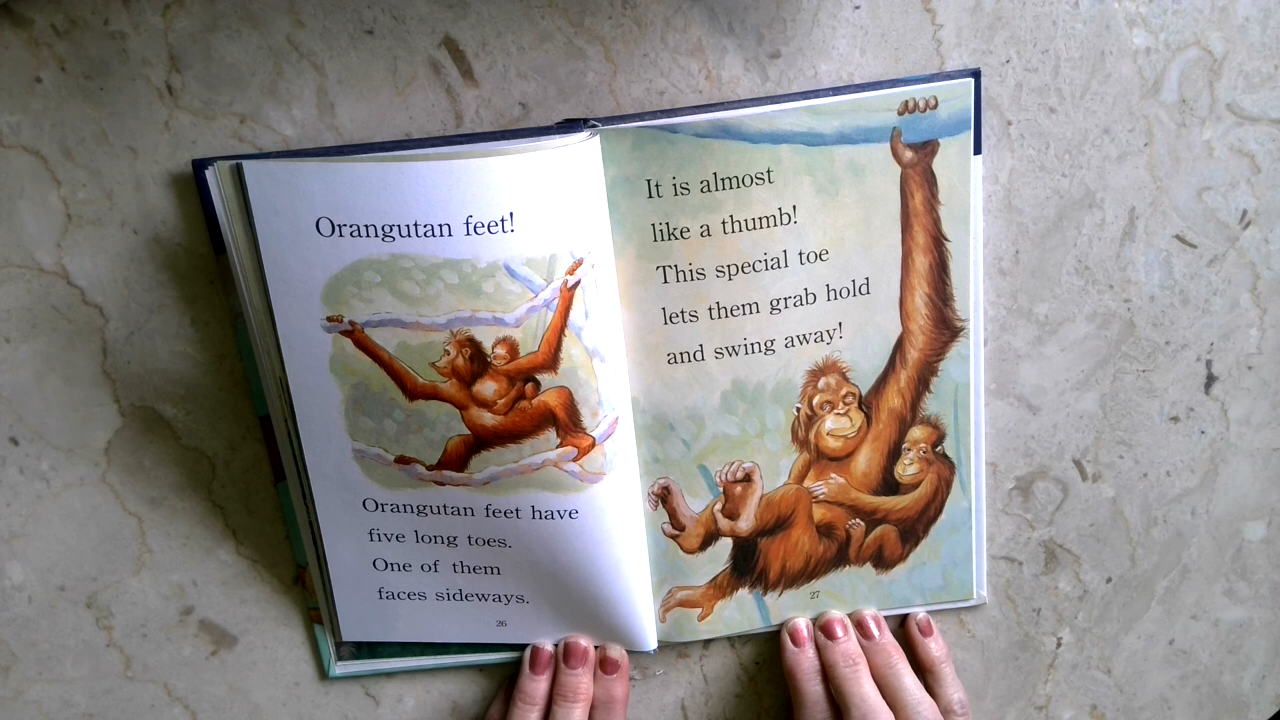 Orangutan feet!
Orangutan feet have
five long toes.
One of them
faces sideways.
26
It is almost
like a thumb!
This special toe
lets them grab hold
and swing away!
27